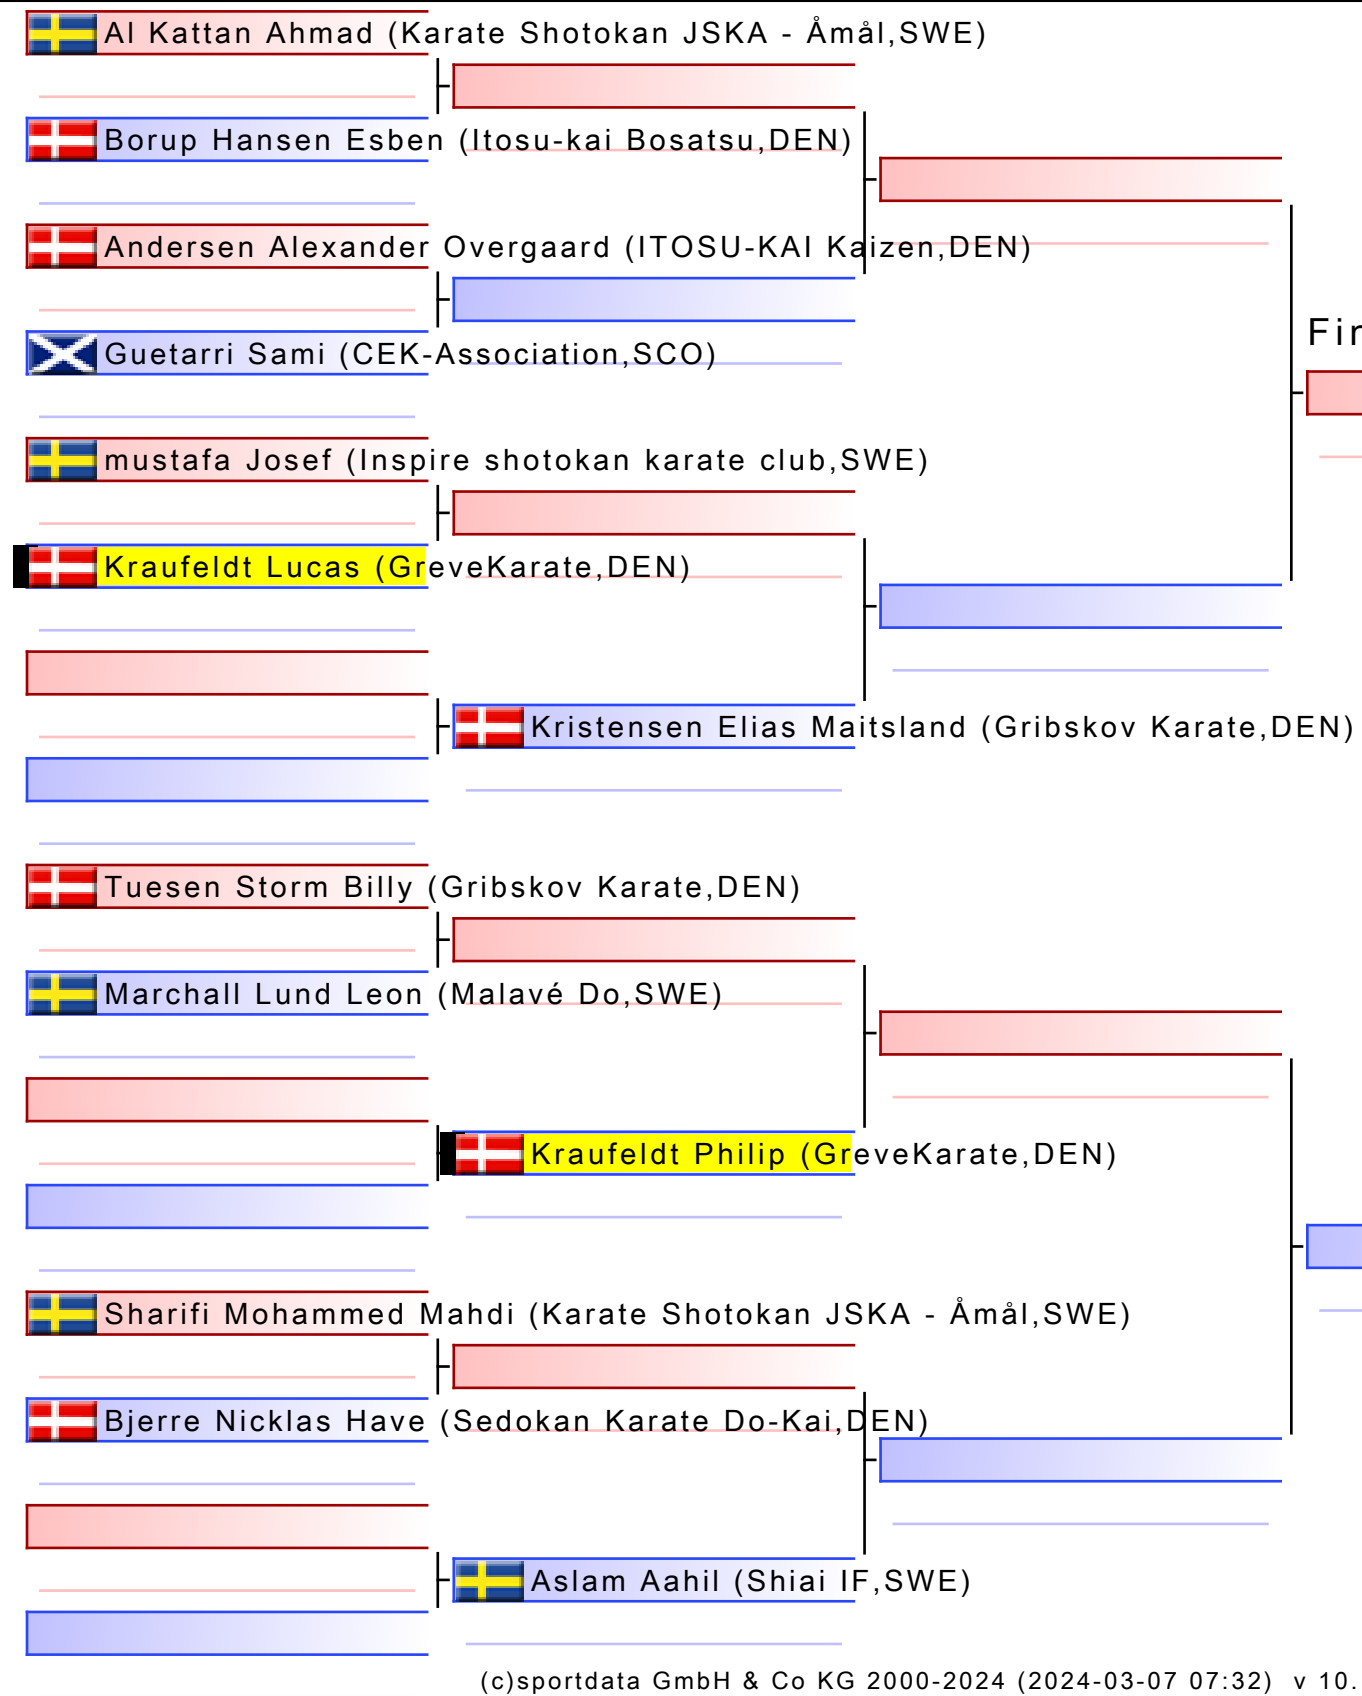 Al Kattan Ahmad (Karate Shotokan JSKA - Åmål,SWE)
Borup Hansen Esben (Itosu-kai Bosatsu,DEN)
Andersen Alexander Overgaard (ITOSU-KAI Kaizen,DEN)
Guetarri Sami (CEK-Association,SCO)
mustafa Josef (Inspire shotokan karate club,SWE)
Kraufeldt Lucas (GreveKarate,DEN)
Kristensen Elias Maitsland (Gribskov Karate,DEN)
Tuesen Storm Billy (Gribskov Karate,DEN)
Marchall Lund Leon (Malavé Do,SWE)
Kraufeldt Philip (GreveKarate,DEN)
Sharifi Mohammed Mahdi (Karate Shotokan JSKA - Åmål,SWE)
Bjerre Nicklas Have (Sedokan Karate Do-Kai,DEN)
Aslam Aahil (Shiai IF,SWE)
(c)sportdata GmbH & Co KG 2000-2024 (2024-03-07 07:32) v 10.